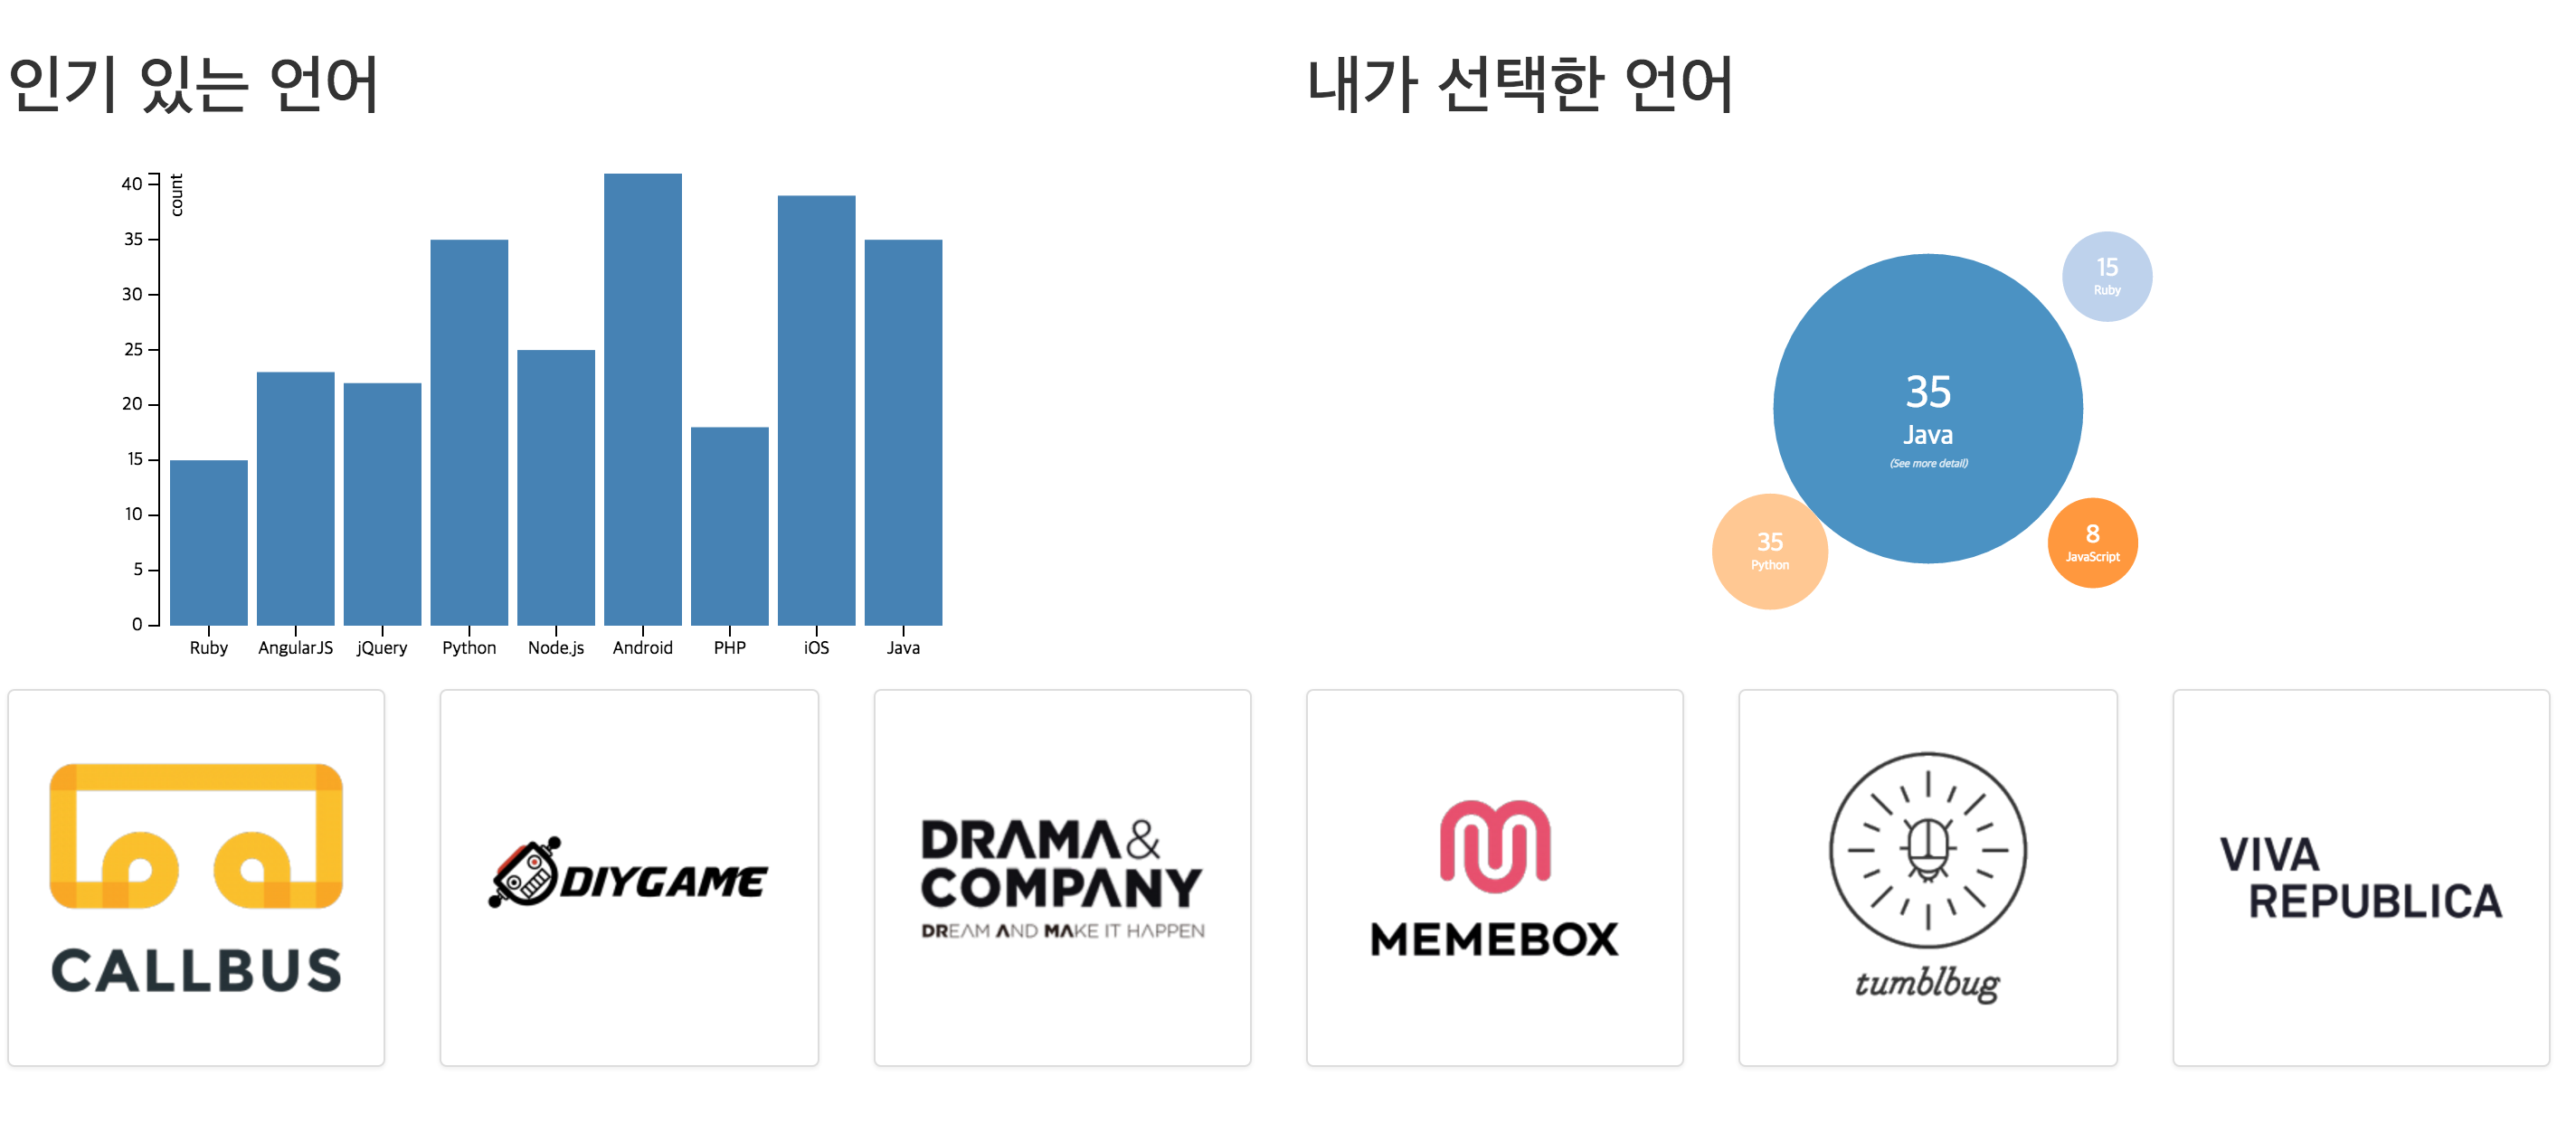 인기 있는 언어
내가 선택한 언어
count
40
35
30
25
20
15
10
5
0
Ruby AngularJS jQuery Python Node.js Android PHP iOS Java
15
Ruby
35
Java
(See more detail)
35
Python
8
JavaScript
CALLBUS
DIYGAME
DRAMA&
COMPANY
DREAM AND MAKE IT HAPPEN
MEMEBOX
tumblbug
VIVA
REPUBLICA